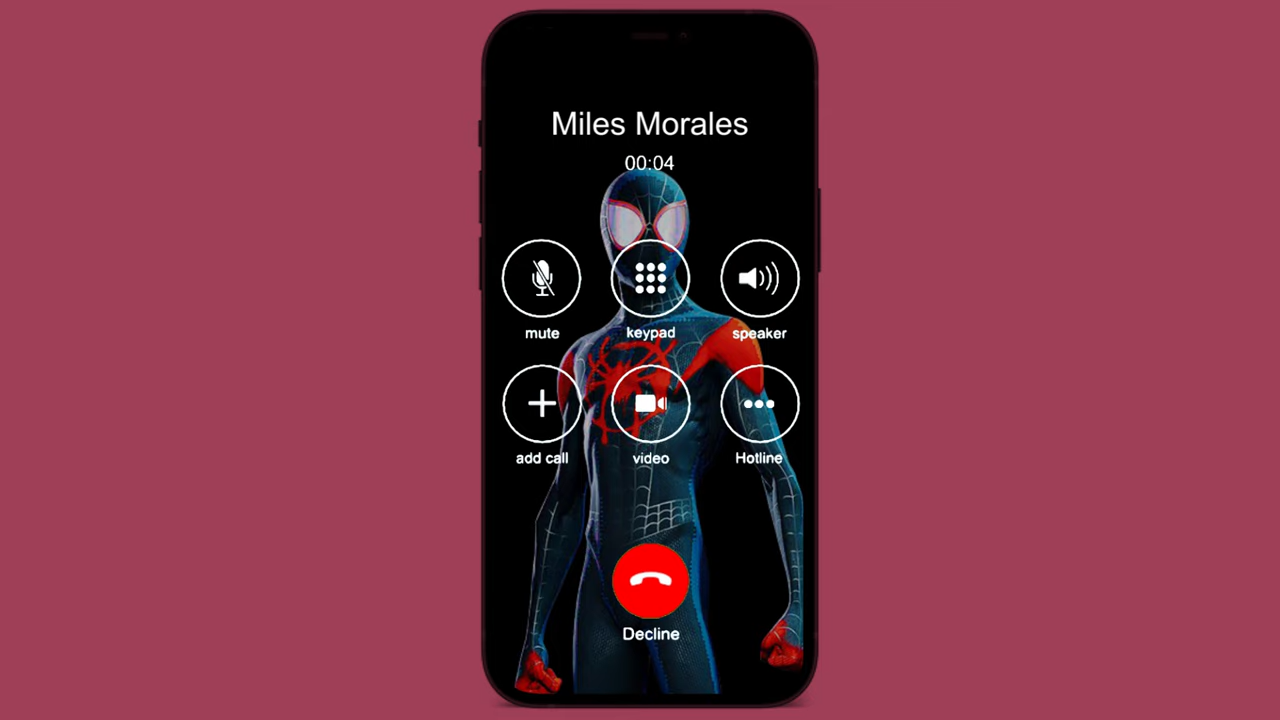 Miles Morales
00:04
mute keypad speaker
add call video Hotline
Decline